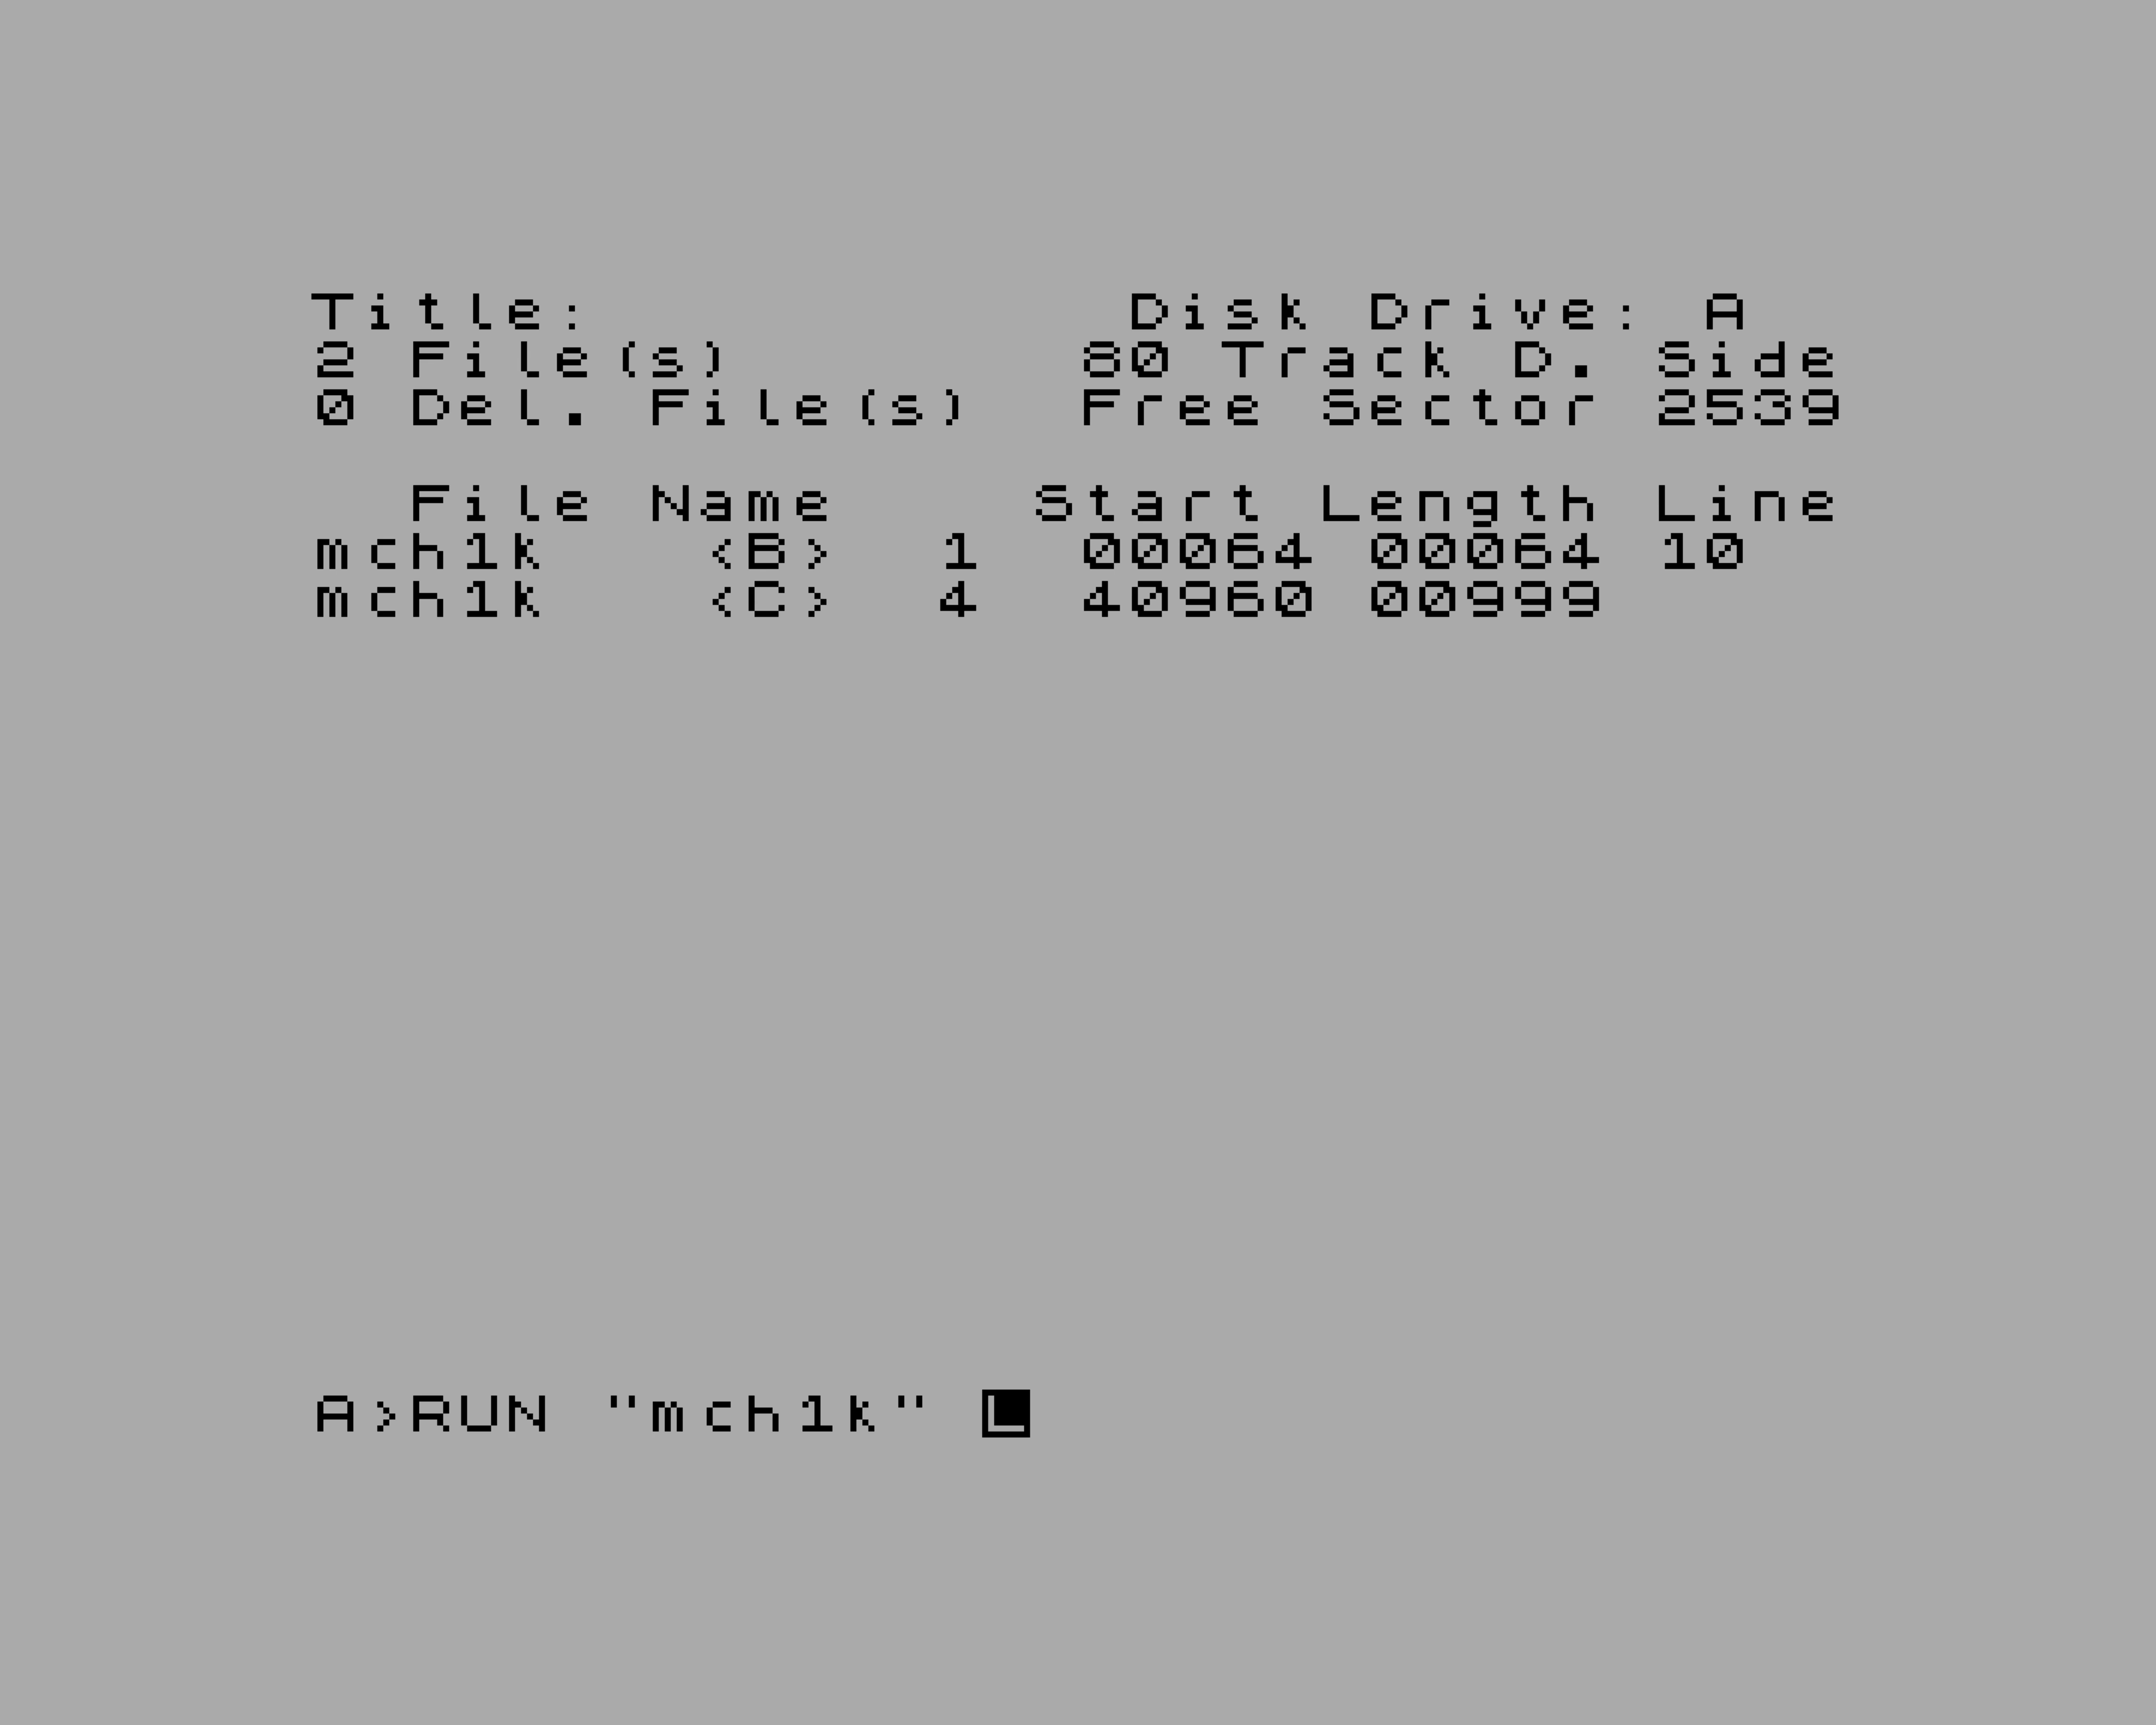 Title:           Disk Drive: A
2 File(s)       80 Track D. Side
0 Del. File(s)  Free Sector 2539
  File Name    Start Length Line
mch1k   <B>  1  00064 00064 10
mch1k   <C>  4  40960 00999
A>RUN "mch1k" L